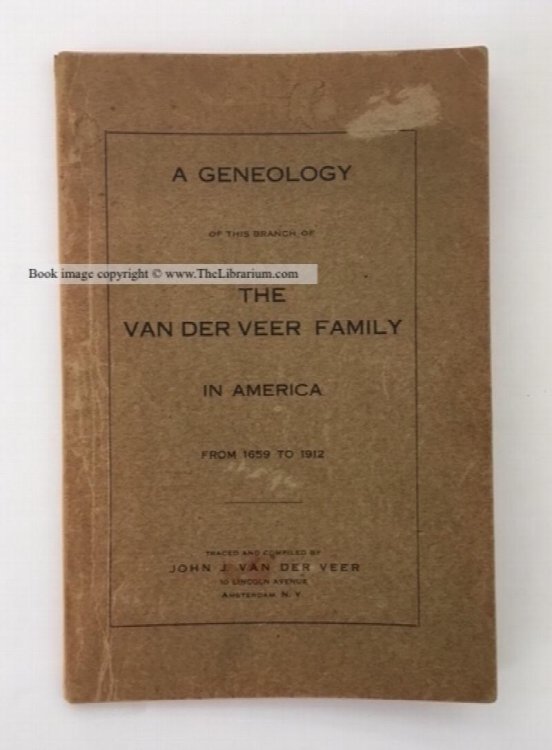 A GENEOLOGY
OF THIS BRANCH OF
Book image copyright © www.TheLibrarium.com
THE
VAN DER VEER FAMILY
IN AMERICA
FROM 1659 TO 1912
TRACED AND COMPILED BY
JOHN J. VAN DER VEER
10 LINCOLN AVENUE
AMSTERDAM N. Y